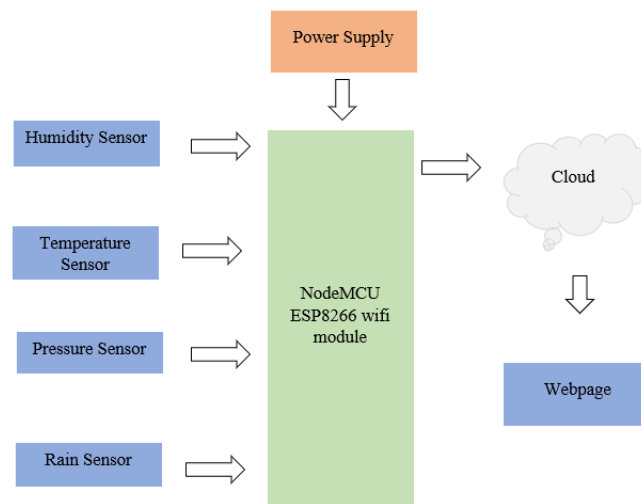 Power Supply
Humidity Sensor
Cloud
Temperature
Sensor
NodeMCU
ESP8266 wifi
module
Pressure Sensor
Webpage
Rain Sensor